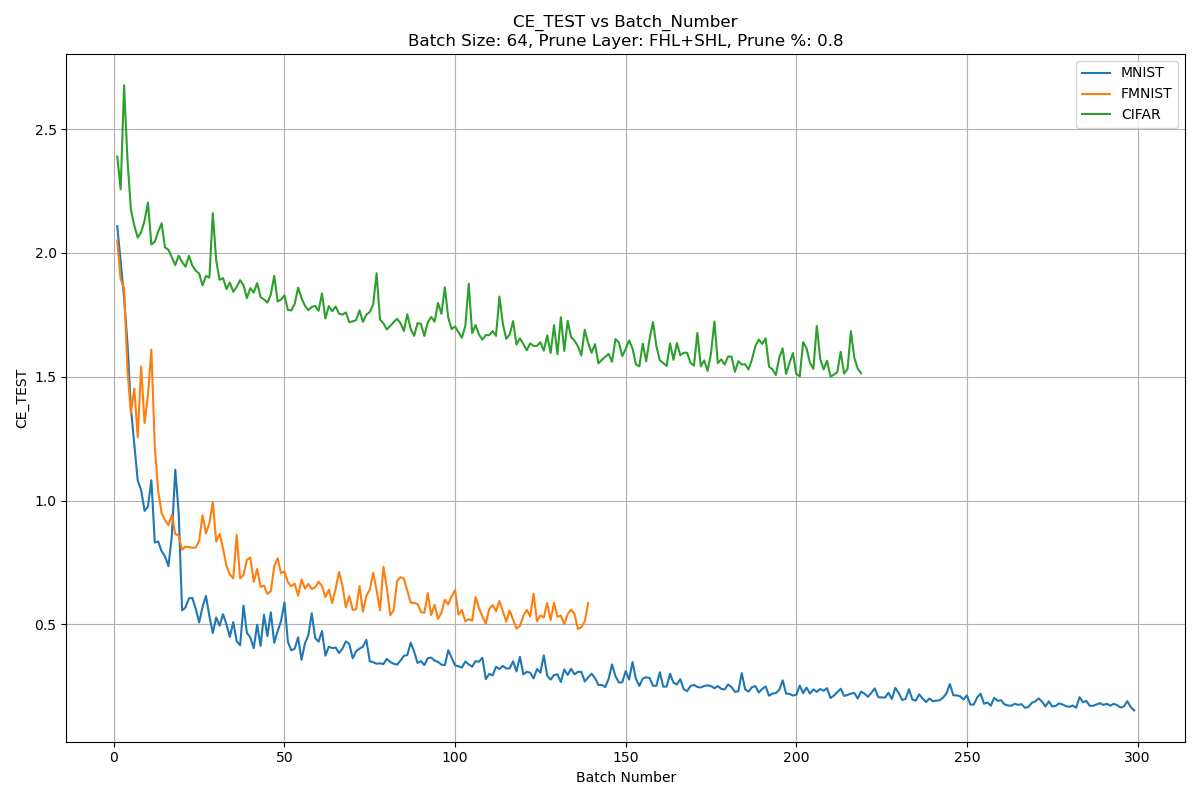 CE_TEST vs Batch_Number
Batch Size: 64, Prune Layer: FHL+SHL, Prune %: 0.8
MNIST
FMNIST
CIFAR
2.5
2.0
1.5
1.0
0.5
CE_TEST
0 50 100 150 200 250 300
Batch Number